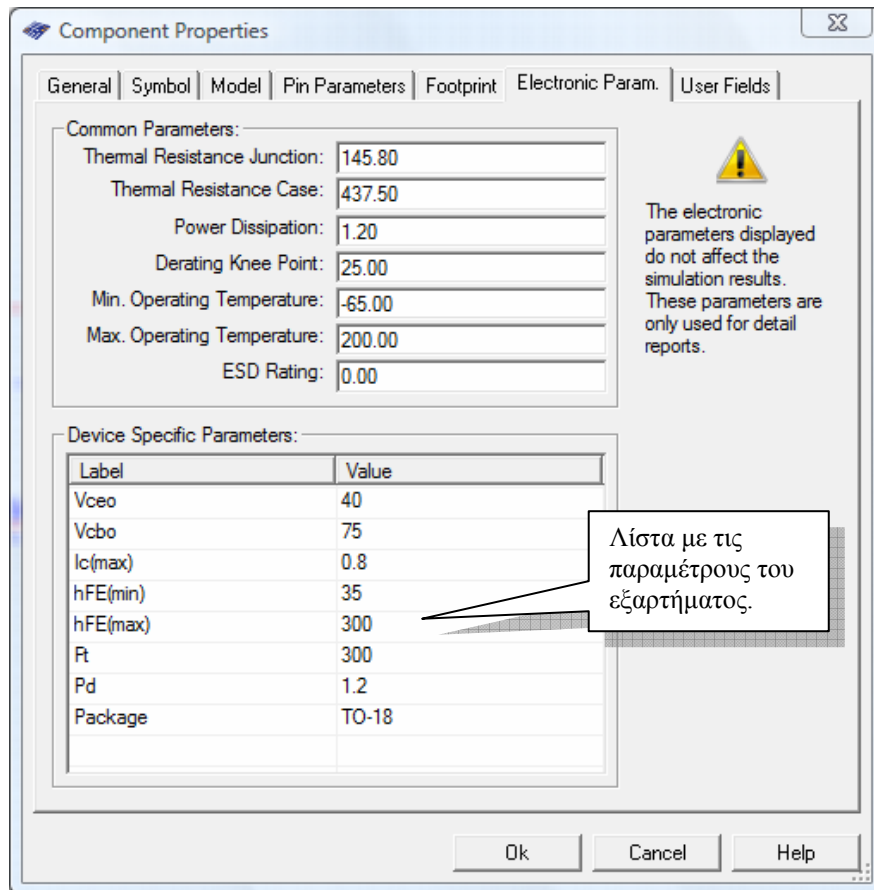 Component Properties
General Symbol Model Pin Parameters Footprint Electronic Param. User Fields
Common Parameters:
Thermal Resistance Junction: 145.80
Thermal Resistance Case: 437.50
Power Dissipation: 1.20
Derating Knee Point: 25.00
Min. Operating Temperature: -65.00
Max. Operating Temperature: 200.00
ESD Rating: 0.00
The electronic
parameters displayed
do not affect the
simulation results.
These parameters are
only used for detail
reports.
Device Specific Parameters:
Label Value
Vceo 40
Vcbo 75
Ic(max) 0.8
hFE(min) 35
hFE(max) 300
Ft 300
Pd 1.2
Package TO-18
Λίστα με τις
παραμέτρους του
εξαρτήματος.
Ok Cancel Help